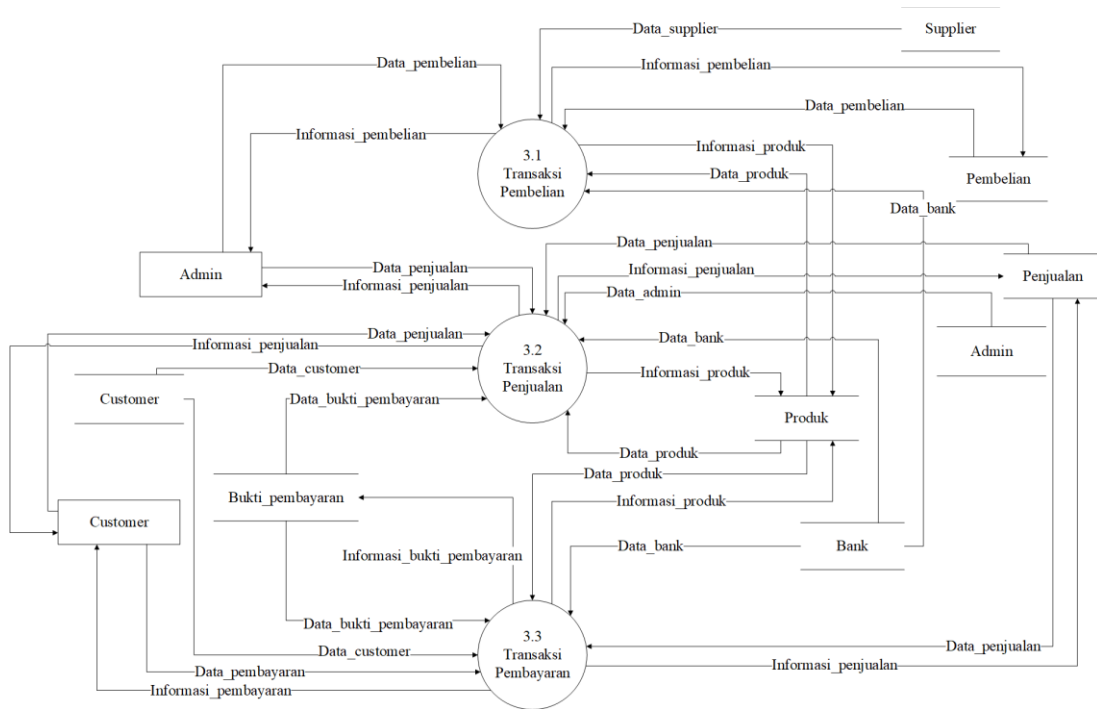 Data_supplier
Supplier
Data_pembelian
Informasi_pembelian
Data_pembelian
Informasi_pembelian
Informasi_produk
3.1
Transaksi
Pembelian
Data_produk
Pembelian
Data_bank
Data_penjualan
Admin
Data_penjualan
Informasi_penjualan
Penjualan
Informasi_penjualan
Data_admin
Data_penjualan
Informasi_penjualan
3.2
Transaksi
Penjualan
Data_bank
Admin
Data_customer
Informasi_produk
Customer
Data_bukti_pembayaran
Produk
Data_produk
Data_produk
Bukti_pembayaran
Informasi_produk
Customer
Informasi_bukti_pembayaran
Data_bank
Bank
Data_bukti_pembayaran
3.3
Transaksi
Pembayaran
Data_customer
Data_penjualan
Data_pembayaran
Informasi_penjualan
Informasi_pembayaran